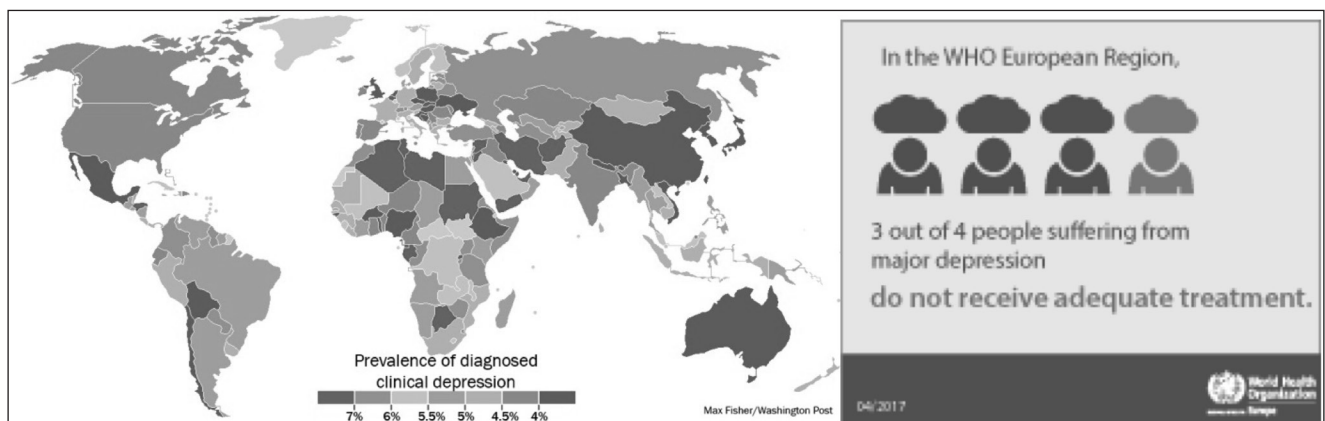 Prevalence of diagnosed
clinical depression
7% 6% 5.5% 5% 4.5% 4%
Max Fisher/Washington Post
In the WHO European Region,
3 out of 4 people suffering from
major depression
do not receive adequate treatment.
04/2017
World Health
Organization
Europe